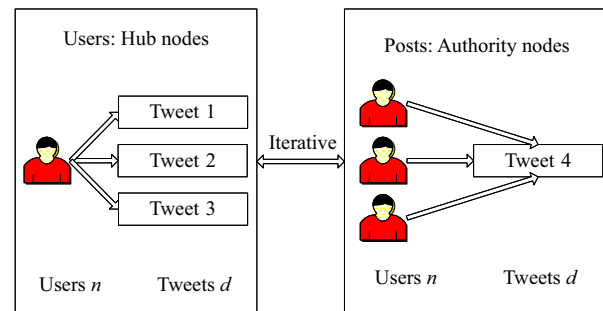 Users: Hub nodes
Tweet 1
Tweet 2
Tweet 3
Users n
Tweets d
Iterative
Posts: Authority nodes
Tweet 4
Users n
Tweets d